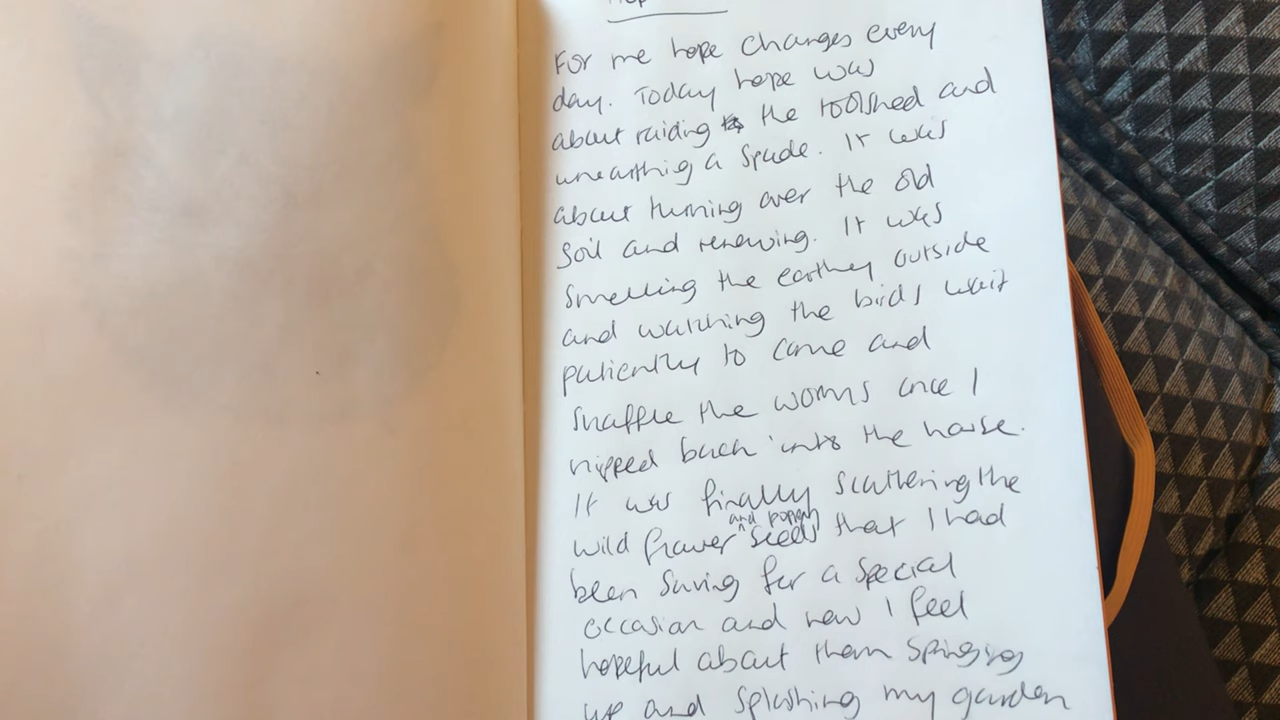 Hop
For me hope changes every
day. Today hope was
about raiding the toolshed and
unearthing a spade. It was
about turning over the old
soil and renewing. It was
smelling the earthey outside
and watching the birds wait
patiently to come and
snaffle the worms once I
nipped back into the house.
It was finally scattering the
and poppy
wild flower seeds that I had
been saving for a special
occasion and now I feel
hopeful about them
up and splashing my garden